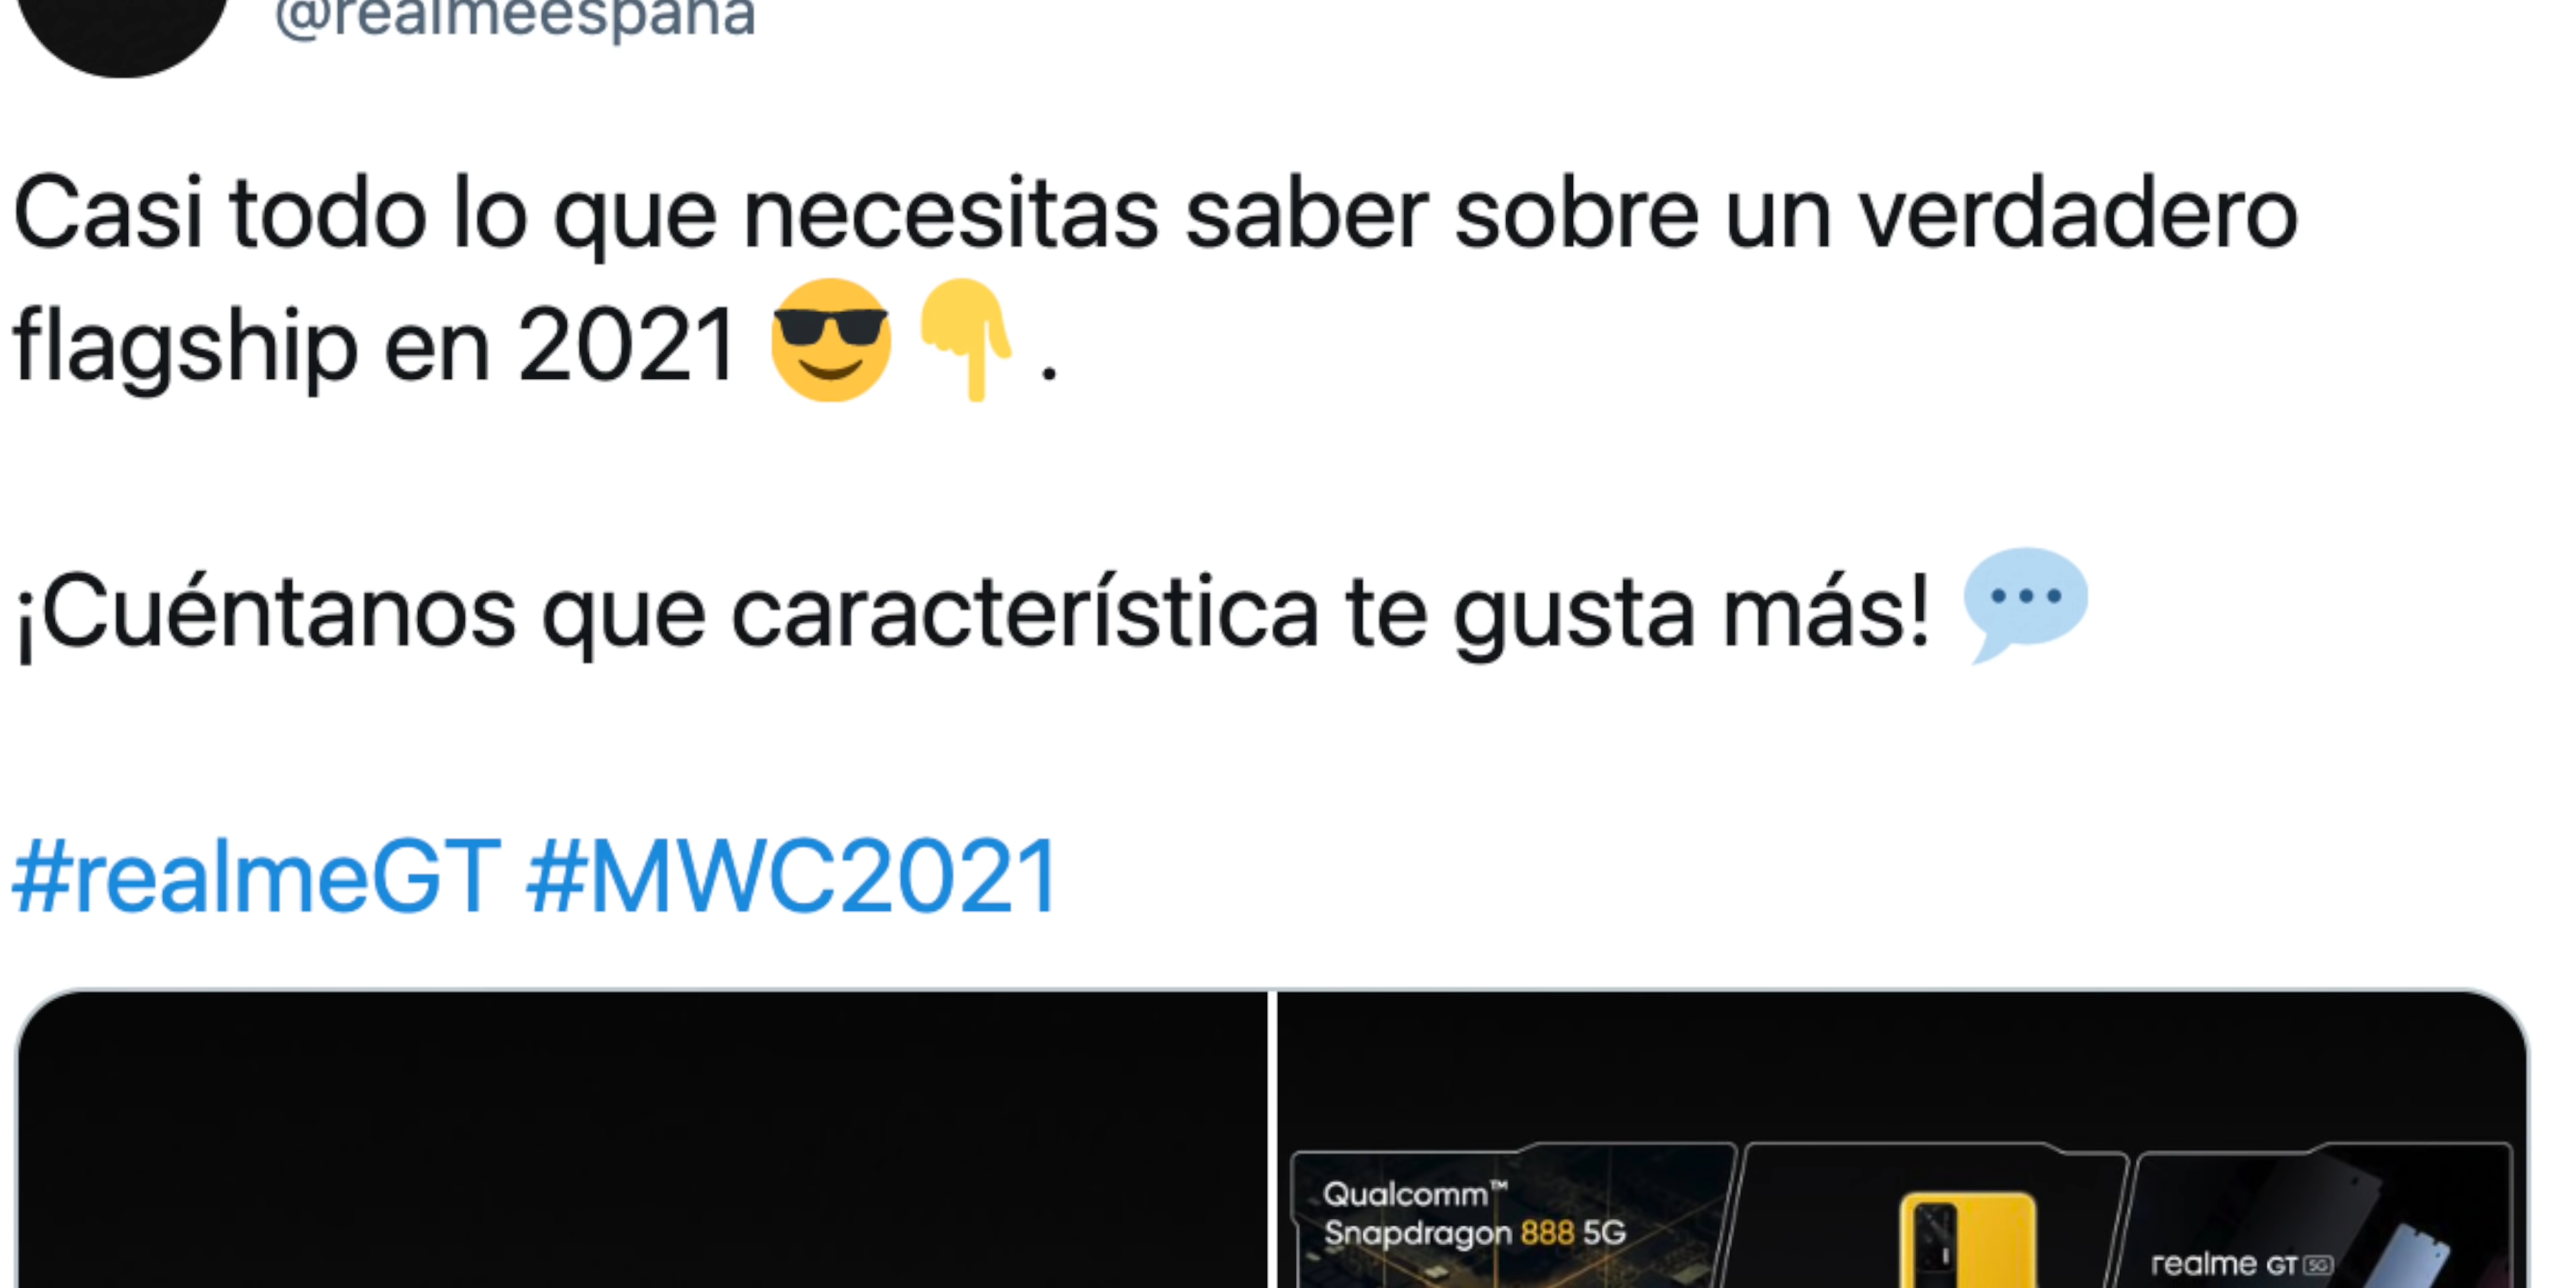 @realmeespana
Casi todo lo que necesitas saber sobre un verdadero
flagship en 2021 😎👇.
¡Cuéntanos que característica te gusta más! 💬
#realmeGT #MWC2021
Qualcomm™
Snapdragon 888 5G
realme GT 5G